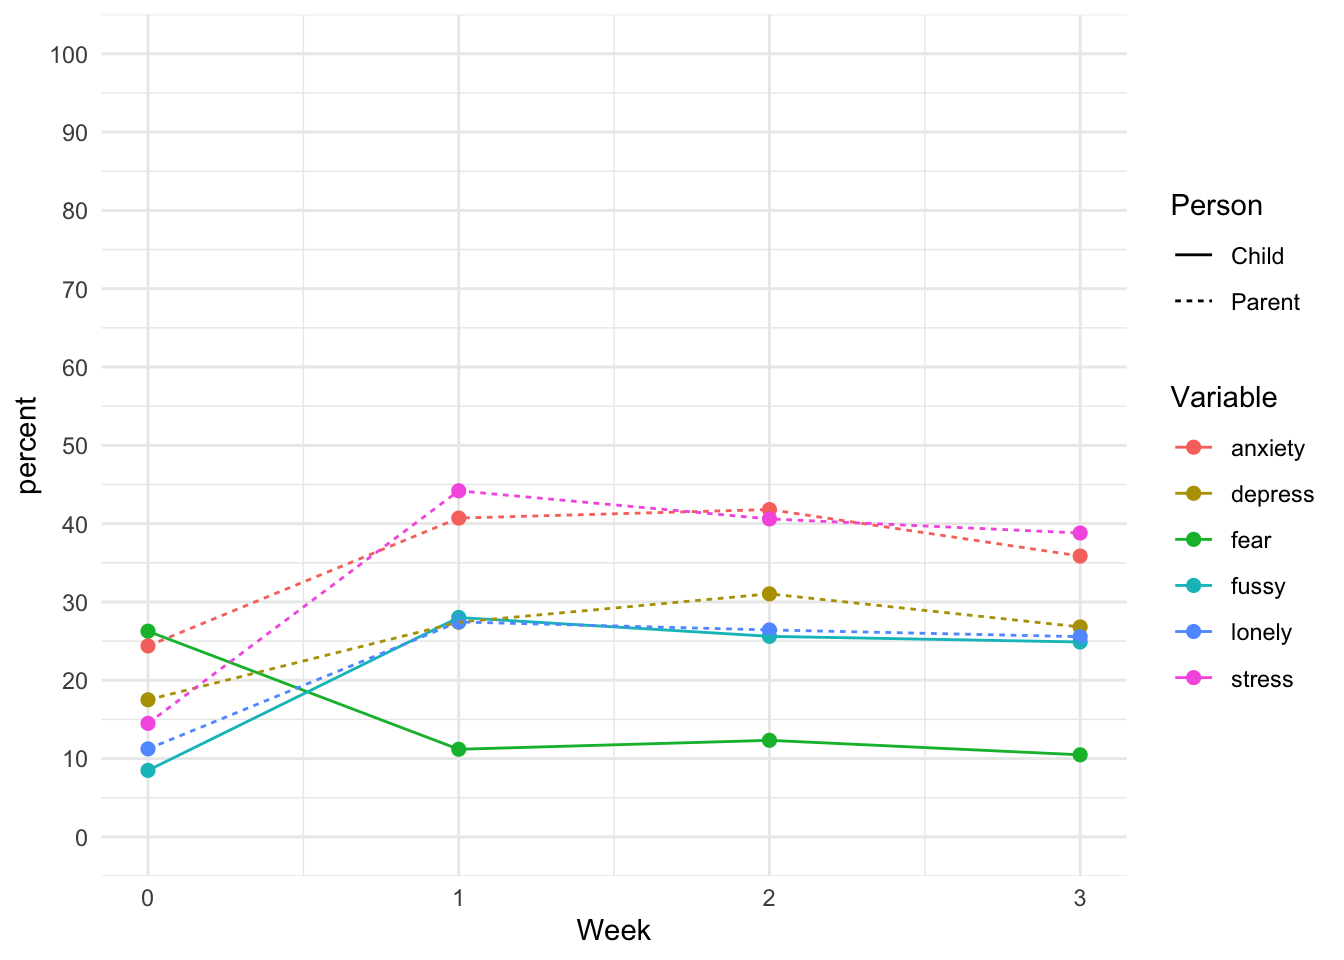 100
90
80
70
60
50
40
30
20
10
0
percent
0 1 2 3
Week
Person
Child
Parent
Variable
anxiety
depress
fear
fussy
lonely
stress